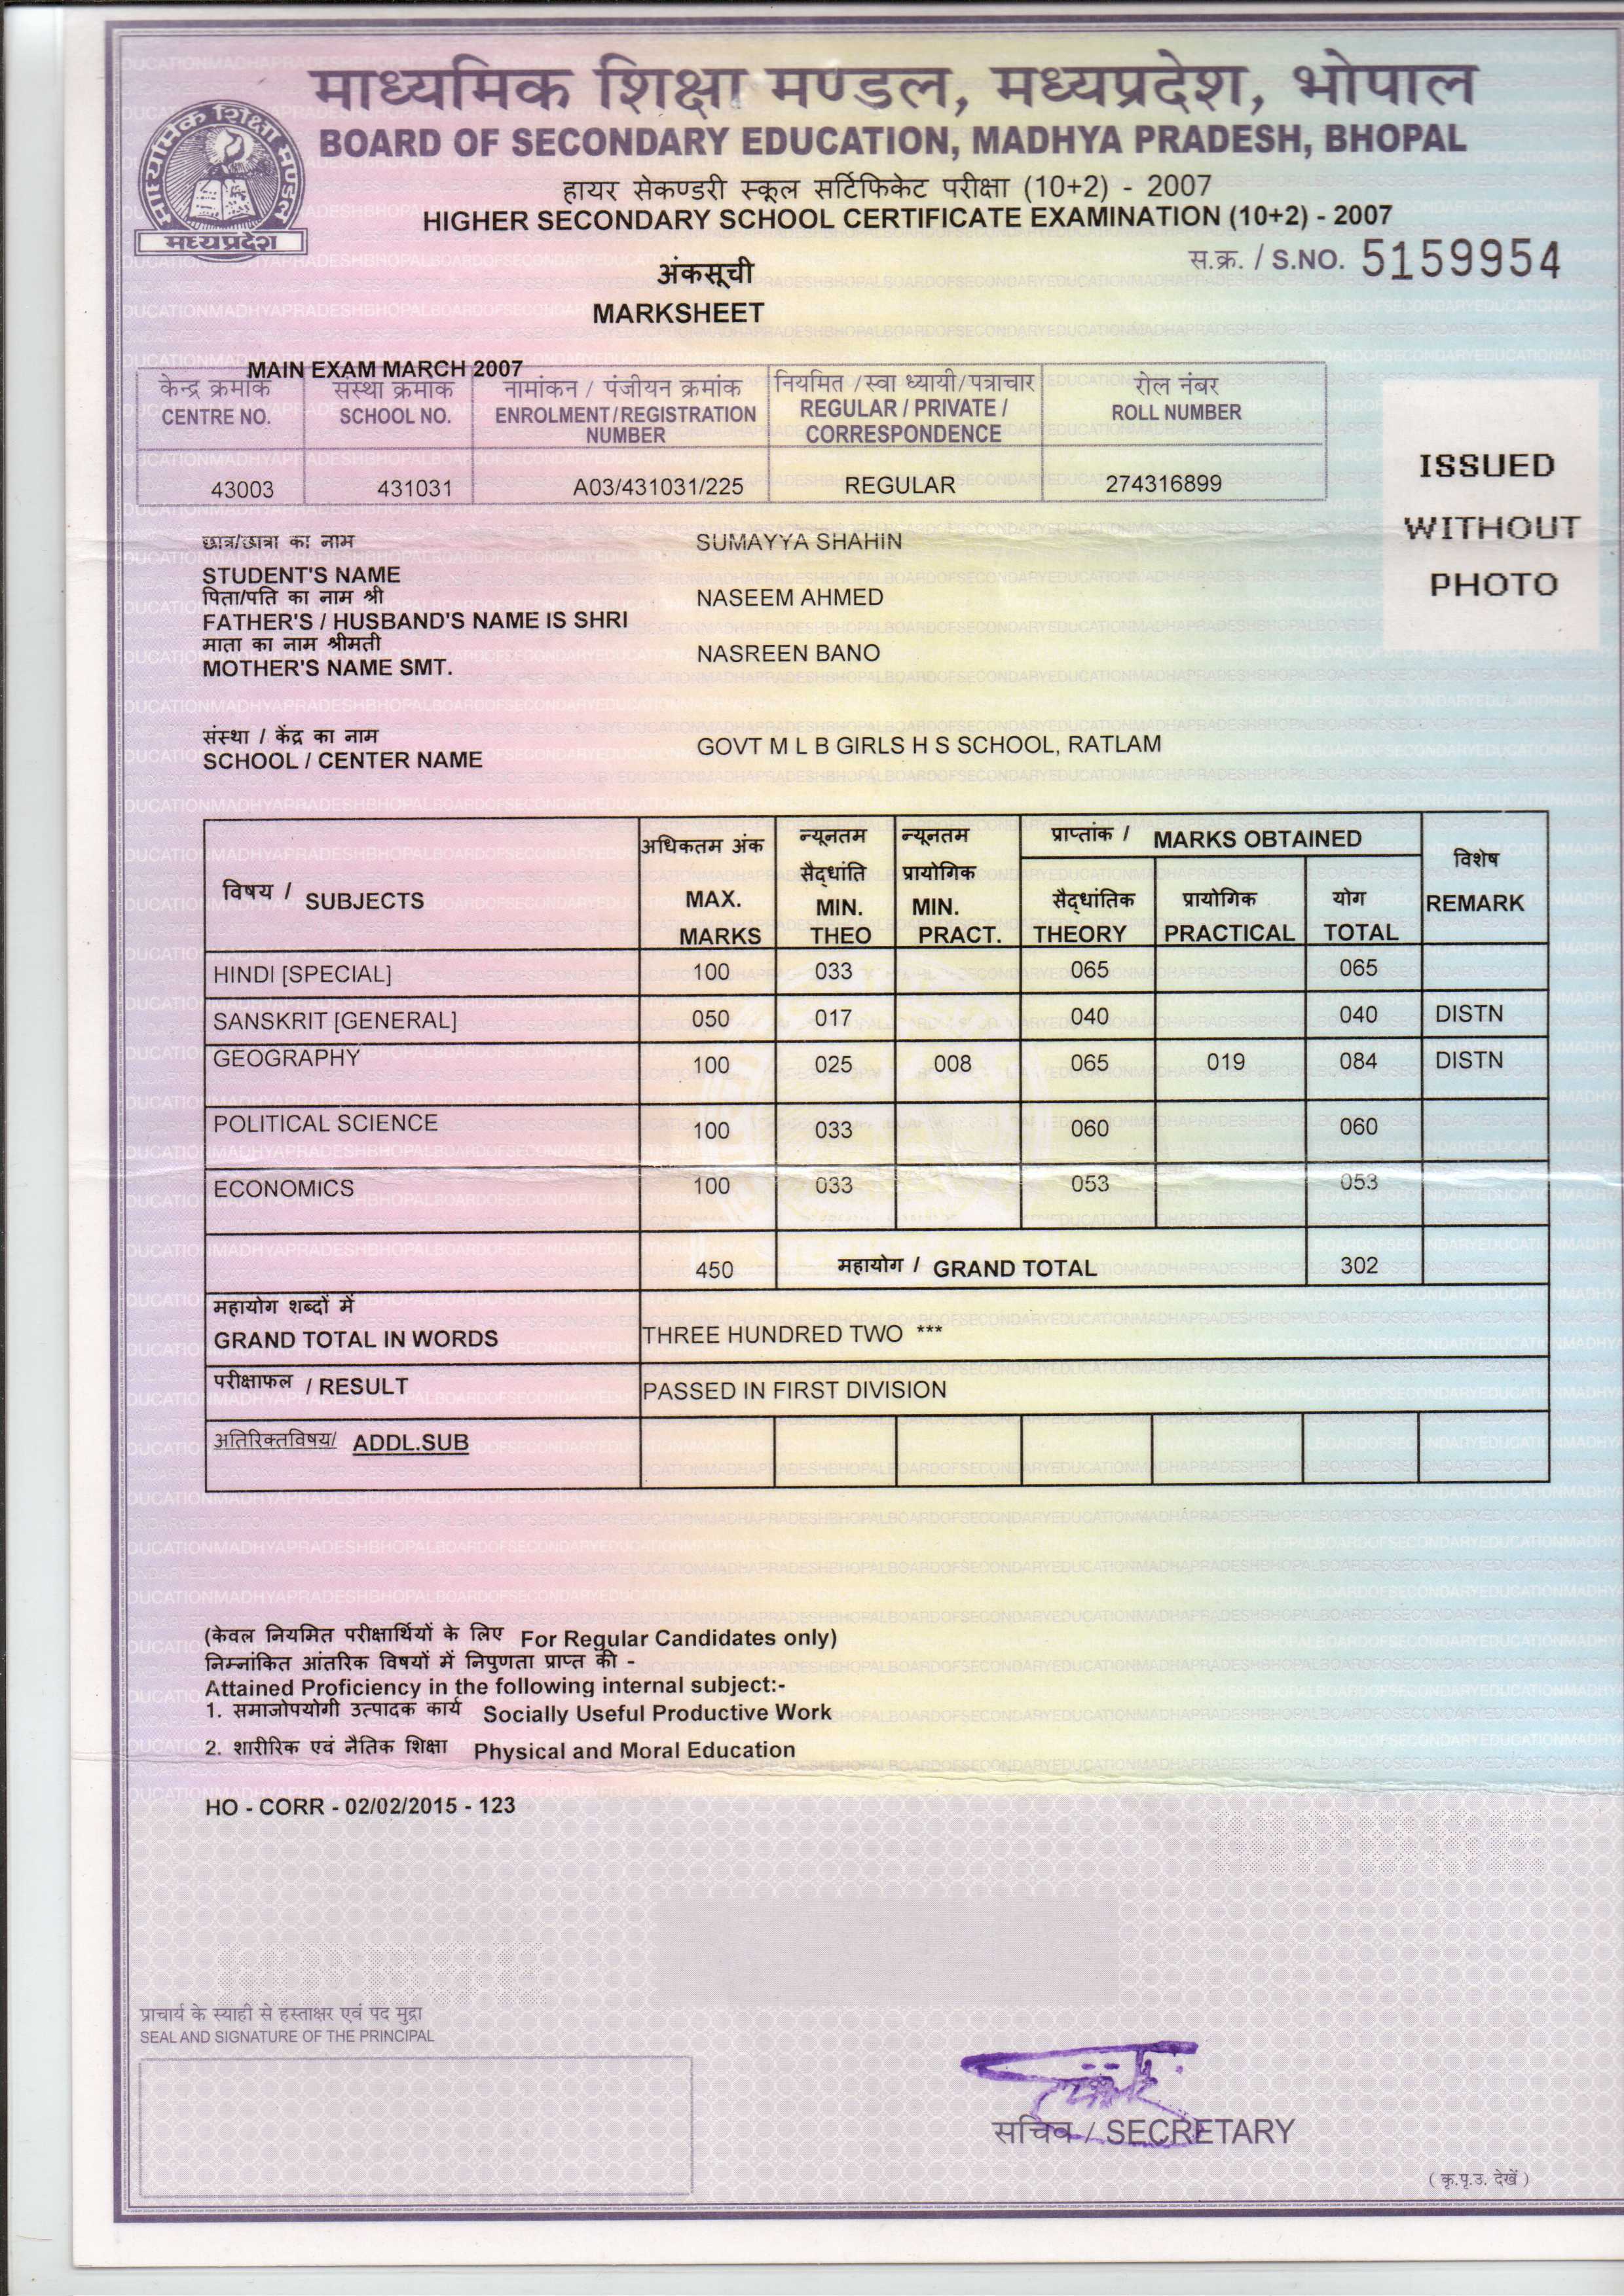 माध्यमिक शिक्षा मण्डल, मध्यप्रदेश, भोपाल
BOARD OF SECONDARY EDUCATION, MADHYA PRADESH, BHOPAL
माध्यमिक शिक्षा मण्डल
मध्यप्रदेश
हायर सेकण्डरी स्कूल सर्टिफिकेट परीक्षा (10+2) - 2007
HIGHER SECONDARY SCHOOL CERTIFICATE EXAMINATION (10+2) - 2007
स.क्र. / S.NO. 5159954
अंकसूची
MARKSHEET
MAIN EXAM MARCH 2007
केन्द्र क्रमांक संस्था क्रमांक नामांकन / पंजीयन क्रमांक नियमित /स्वा ध्यायी/पत्राचार रोल नंबर
CENTRE NO. SCHOOL NO. ENROLMENT/REGISTRATION NUMBER REGULAR / PRIVATE / CORRESPONDENCE ROLL NUMBER
43003 431031 A03/431031/225 REGULAR 274316899
ISSUED
WITHOUT
PHOTO
छात्र/छात्रा का नाम SUMAYYA SHAHIN
STUDENT'S NAME
पिता/पति का नाम श्री NASEEM AHMED
FATHER'S / HUSBAND'S NAME IS SHRI
माता का नाम श्रीमती NASREEN BANO
MOTHER'S NAME SMT.
संस्था / केंद्र का नाम GOVT M L B GIRLS H S SCHOOL, RATLAM
SCHOOL / CENTER NAME
विषय / SUBJECTS अधिकतम अंक MAX. MARKS न्यूनतम सैद्धांति MIN. THEO न्यूनतम प्रायोगिक MIN. PRACT. प्राप्तांक / MARKS OBTAINED विशेष REMARK
सैद्धांतिक प्रायोगिक योग
THEORY PRACTICAL TOTAL
HINDI [SPECIAL] 100 033 065 065
SANSKRIT [GENERAL] 050 017 040 040 DISTN
GEOGRAPHY 100 025 008 065 019 084 DISTN
POLITICAL SCIENCE 100 033 060 060
ECONOMICS 100 033 053 053
450 महायोग / GRAND TOTAL 302
महायोग शब्दों में
GRAND TOTAL IN WORDS THREE HUNDRED TWO ***
परीक्षाफल / RESULT PASSED IN FIRST DIVISION
अतिरिक्तविषय/ ADDL.SUB
(केवल नियमित परीक्षार्थियों के लिए For Regular Candidates only)
निम्नांकित आंतरिक विषयों में निपुणता प्राप्त की -
Attained Proficiency in the following internal subject:-
1. समाजोपयोगी उत्पादक कार्य Socially Useful Productive Work
2. शारीरिक एवं नैतिक शिक्षा Physical and Moral Education
HO - CORR - 02/02/2015 - 123
प्राचार्य के स्याही से हस्ताक्षर एवं पद मुद्रा
SEAL AND SIGNATURE OF THE PRINCIPAL
सचिव / SECRETARY
( कृ.पृ.उ. देखें )